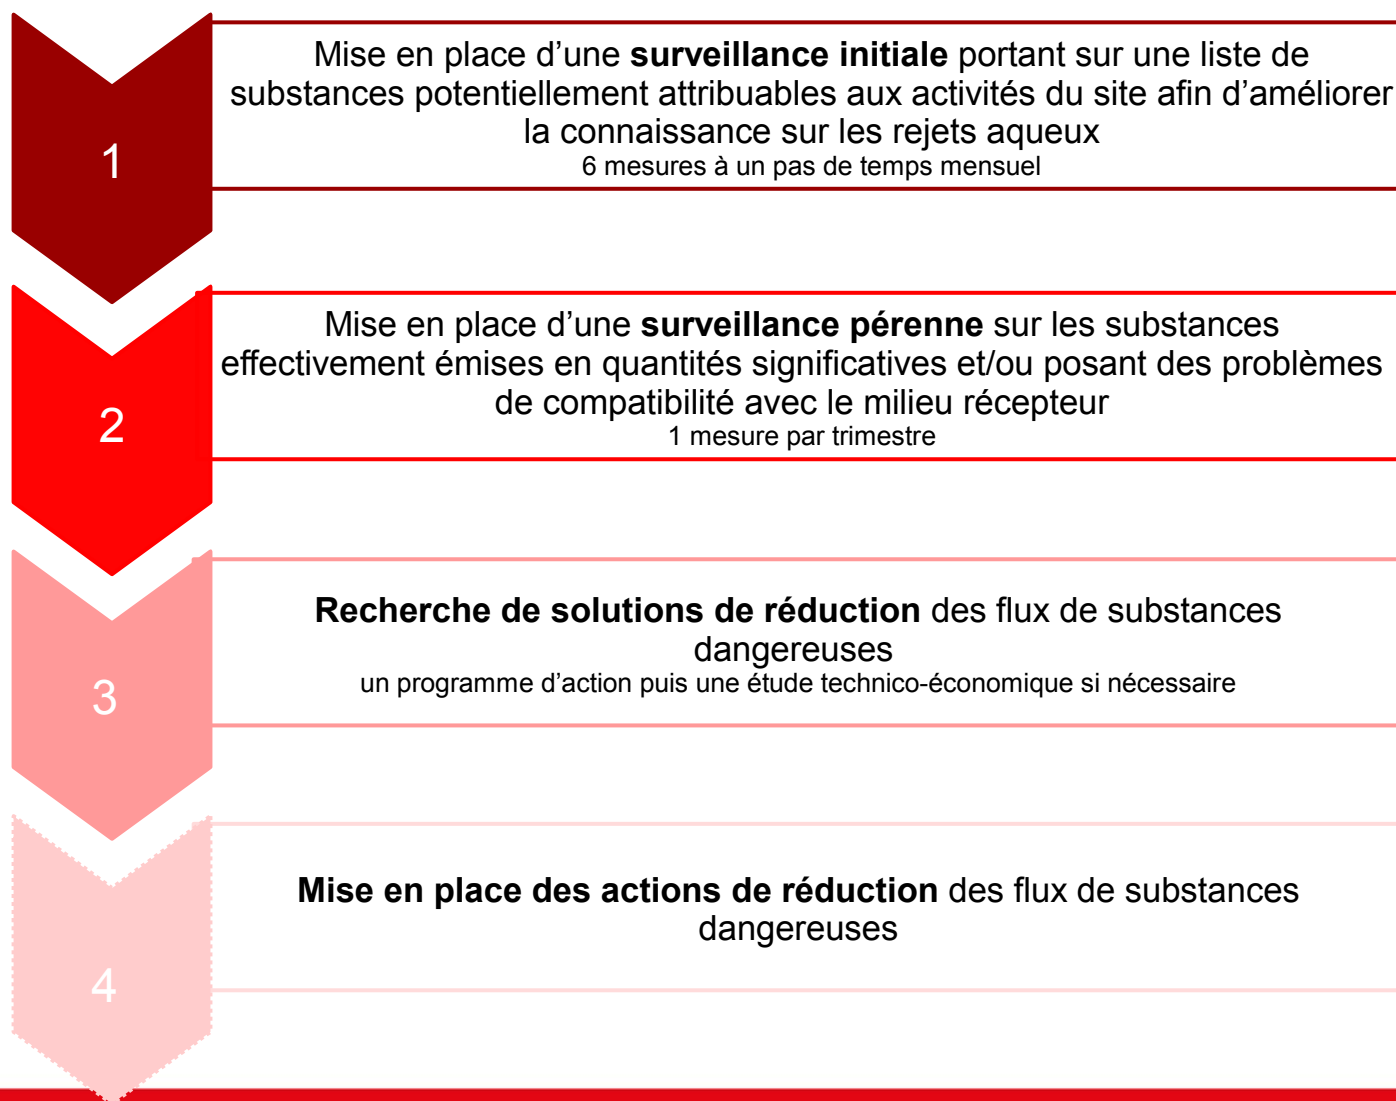 1
Mise en place d’une surveillance initiale portant sur une liste de
substances potentiellement attribuables aux activités du site afin d’améliorer
la connaissance sur les rejets aqueux
6 mesures à un pas de temps mensuel
2
Mise en place d’une surveillance pérenne sur les substances
effectivement émises en quantités significatives et/ou posant des problèmes
de compatibilité avec le milieu récepteur
1 mesure par trimestre
3
Recherche de solutions de réduction des flux de substances
dangereuses
un programme d’action puis une étude technico-économique si nécessaire
4
Mise en place des actions de réduction des flux de substances
dangereuses